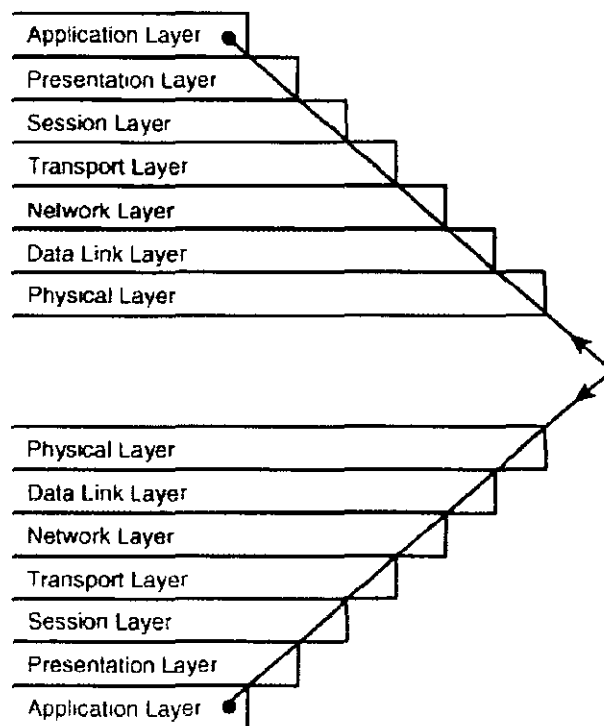 Application Layer
Presentation Layer
Session Layer
Transport Layer
Network Layer
Data Link Layer
Physical Layer
Physical Layer
Data Link Layer
Network Layer
Transport Layer
Session Layer
Presentation Layer
Application Layer